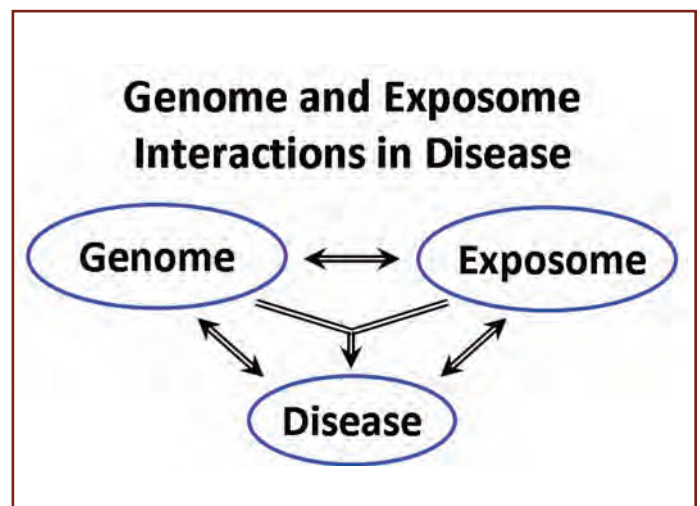 Genome and Exposome
Interactions in Disease
Genome
Exposome
Disease